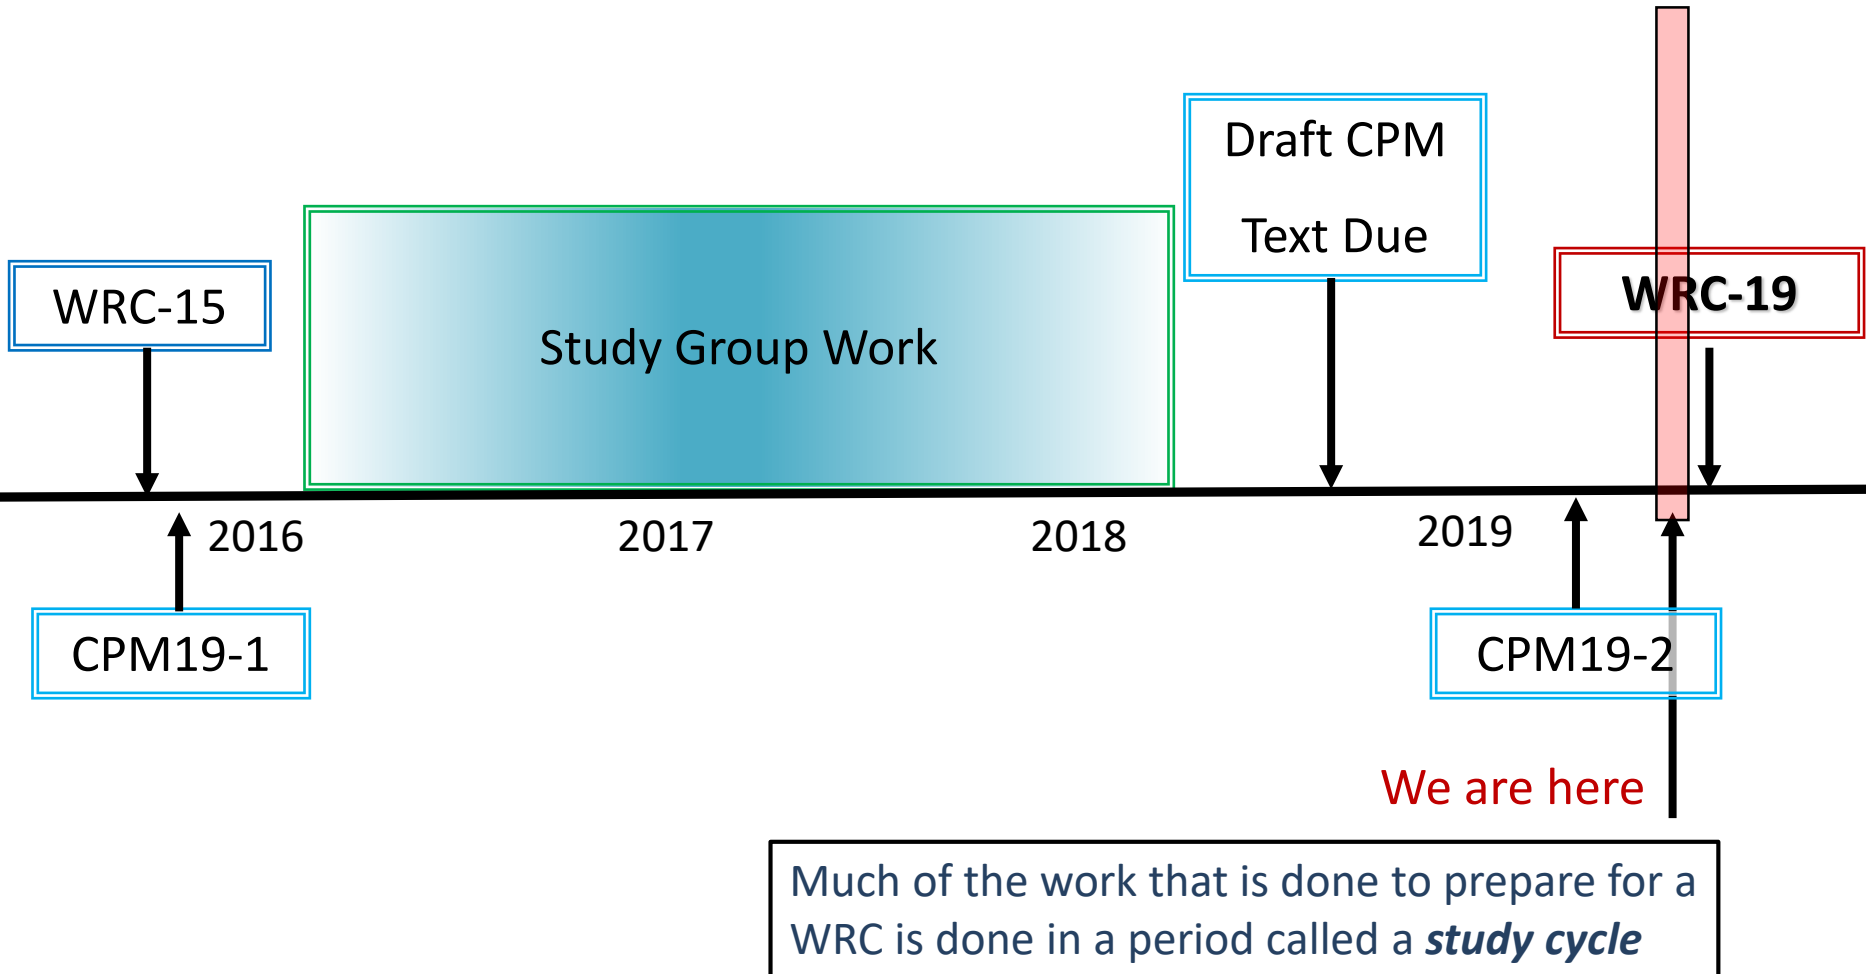 Draft CPM
Text Due
WRC-15
WRC-19
Study Group Work
2016
2017
2018
2019
CPM19-1
CPM19-2
We are here
Much of the work that is done to prepare for a
WRC is done in a period called a study cycle